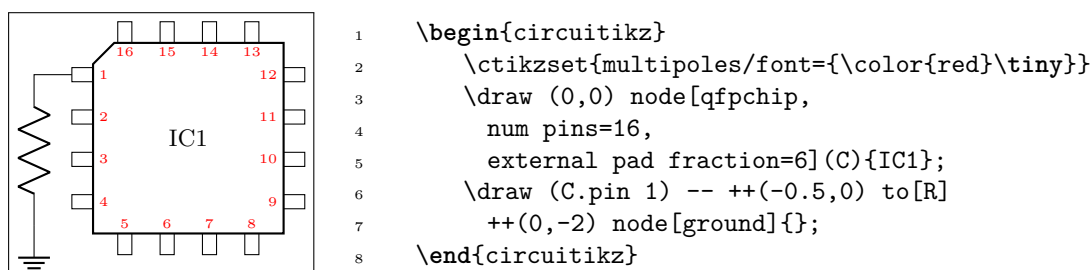 16 15 14 13
1 12
2 11
IC1
3 10
4 9
5 6 7 8
1 \begin{circuitikz}
2 \ctikzset{multipoles/font={\color{red}\tiny}}
3 \draw (0,0) node[qfpchip,
4 num pins=16,
5 external pad fraction=6](C){IC1};
6 \draw (C.pin 1) -- ++(-0.5,0) to[R]
7 ++(0,-2) node[ground]{};
8 \end{circuitikz}